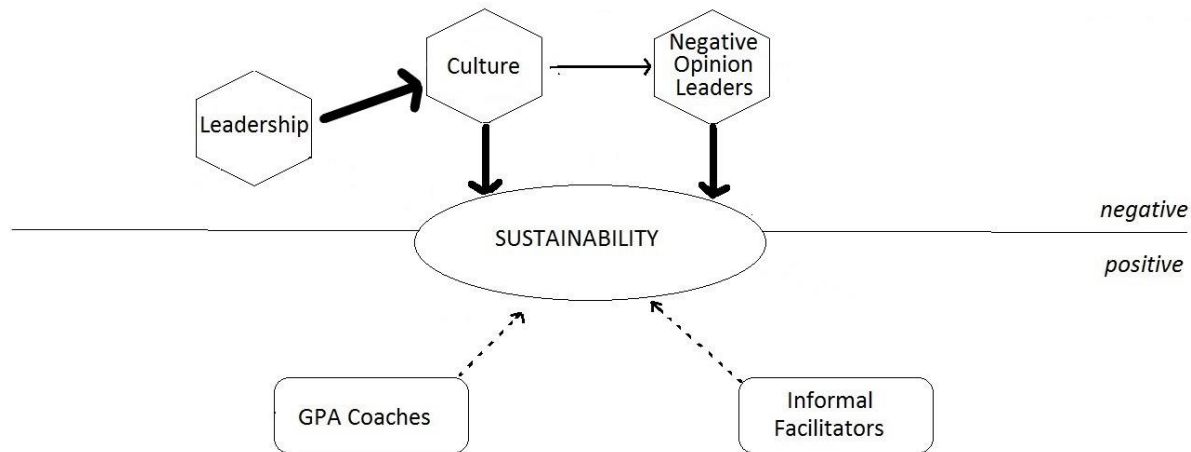 Culture
Negative
Opinion
Leaders
Leadership
negative
SUSTAINABILITY
positive
GPA Coaches
Informal
Facilitators